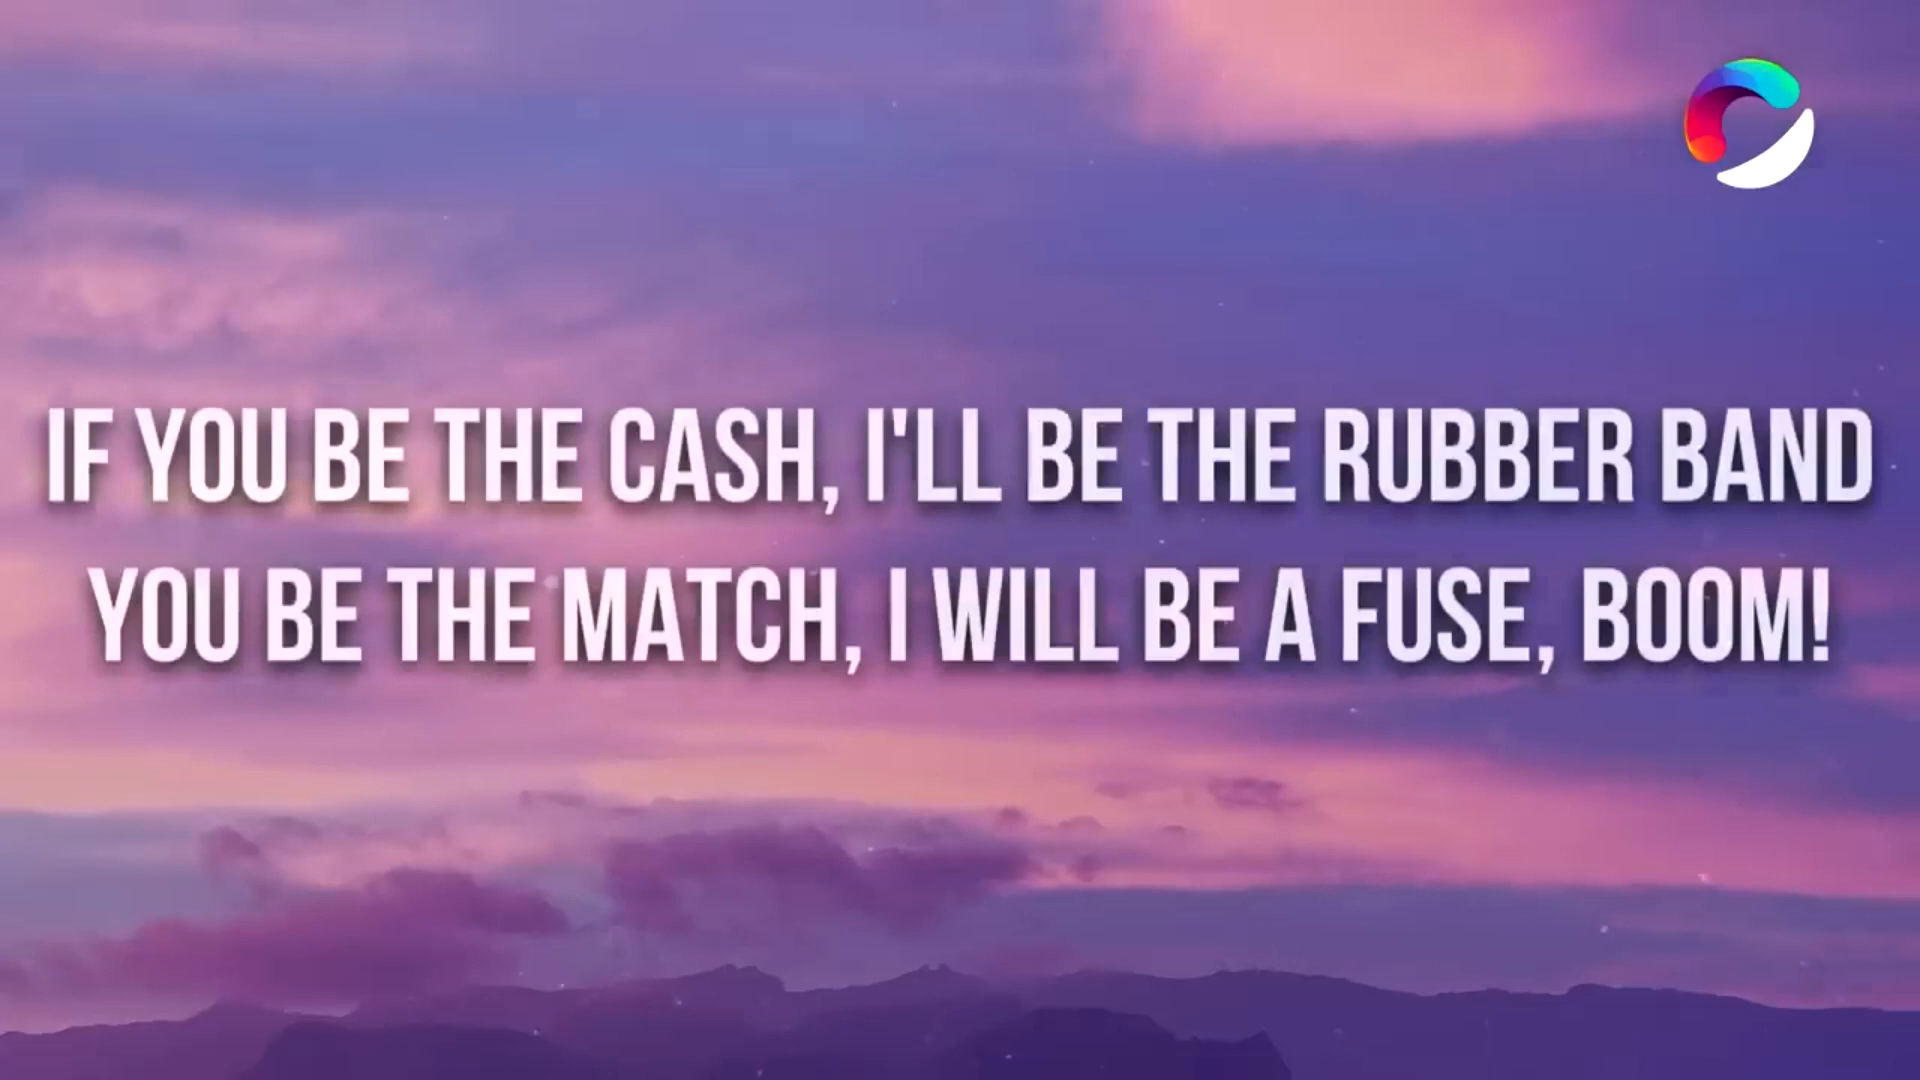 IF YOU BE THE CASH, I'LL BE THE RUBBER BAND
YOU BE THE MATCH, I WILL BE A FUSE, BOOM!